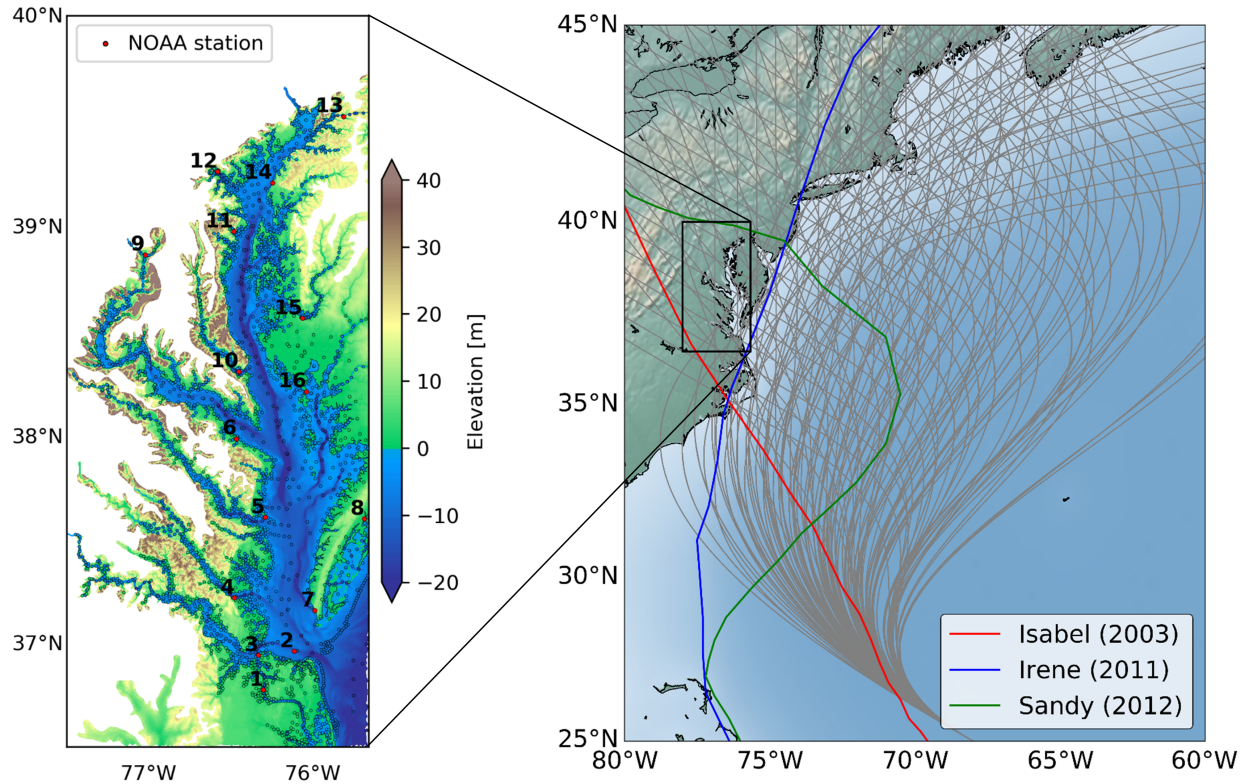 40°N
NOAA station
13
12
14
39°N
11
9
15
10
16
38°N
6
5
8
4
7
37°N
3
2
1
77°W
76°W
40
30
20
10
0
−10
−20
Elevation [m]
45°N
40°N
35°N
30°N
25°N
80°W
75°W
70°W
65°W
60°W
Isabel (2003)
Irene (2011)
Sandy (2012)